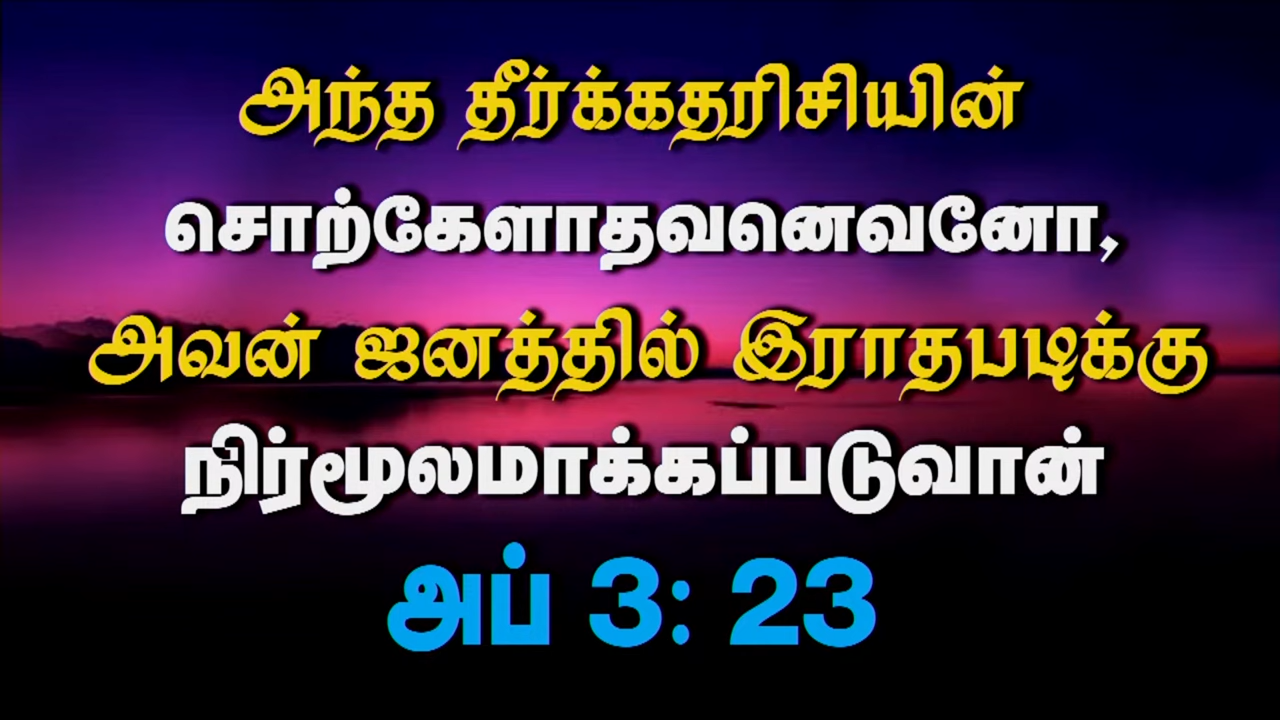 அந்த தீர்க்கதரிசியின்
சொற்கேளாதவனெவனோ,
அவன் ஜனத்தில் இராதபடிக்கு
நிர்மூலமாக்கப்படுவான்
அப் 3: 23